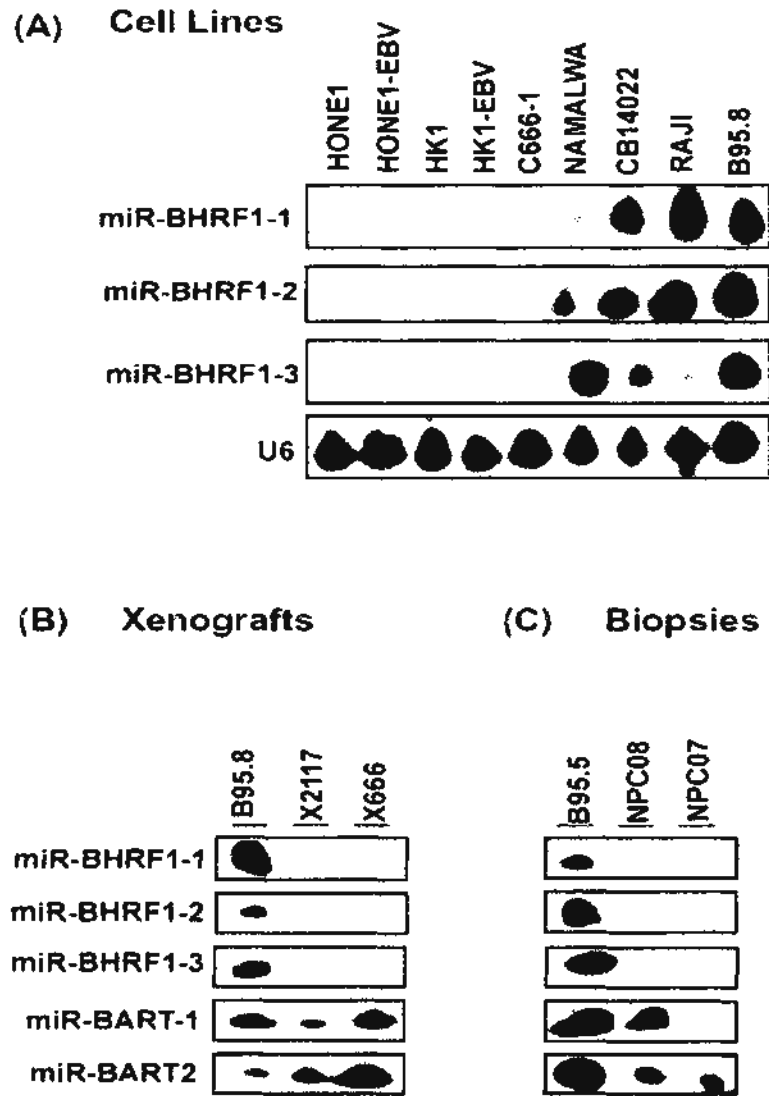 (A) Cell Lines
HONE1
HONE1-EBV
HK1
HK1-EBV
C666-1
NAMALWA
CB14022
RAJI
B95.8
miR-BHRF1-1
miR-BHRF1-2
miR-BHRF1-3
U6
(B) Xenografts
B95.8
X2117
X666
miR-BHRF1-1
miR-BHRF1-2
miR-BHRF1-3
miR-BART-1
miR-BART2
(C) Biopsies
B95.5
NPC08
NPC07